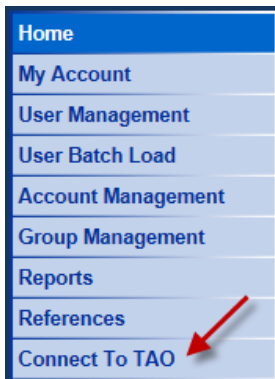 Home
My Account
User Management
User Batch Load
Account Management
Group Management
Reports
References
Connect To TAO